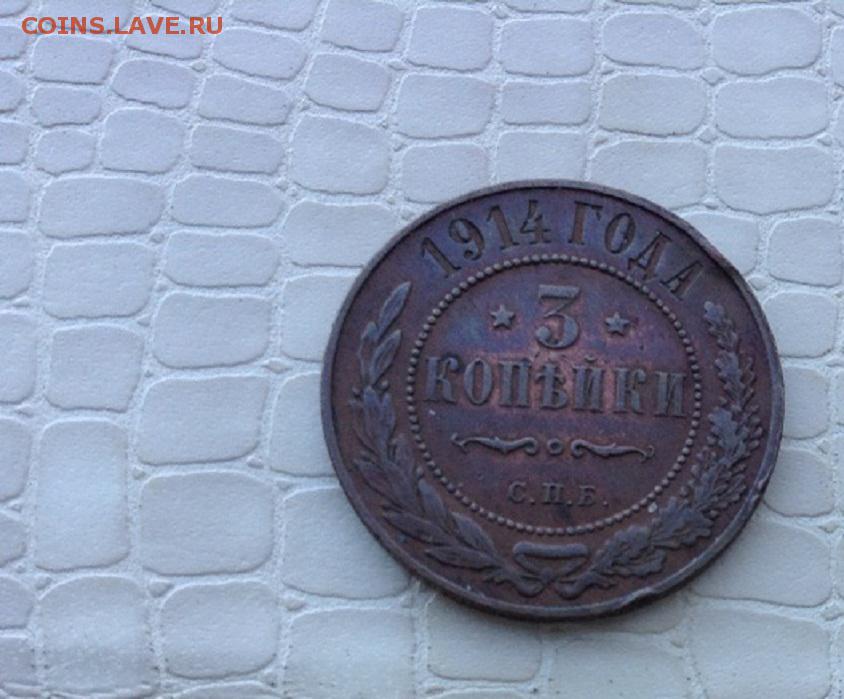 COINS.LAVE.RU
1914 ГОДА
3
КОПѢЙКИ
С.П.Б.